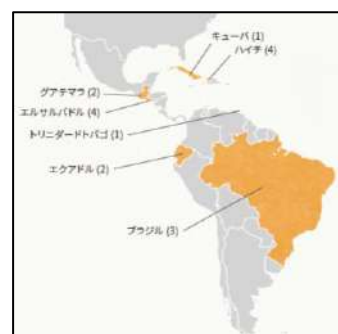 キューバ (1)
ハイチ (4)
グアテマラ (2)
エルサルバドル (4)
トリニダードトバゴ (1)
エクアドル (2)
ブラジル (3)